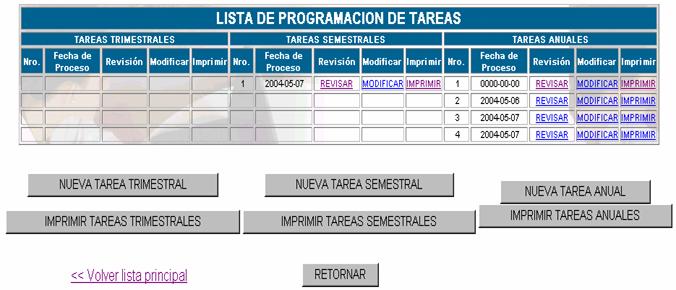 LISTA DE PROGRAMACION DE TAREAS
TAREAS TRIMESTRALES TAREAS SEMESTRALES TAREAS ANUALES
Nro. Fecha de Proceso Revisión Modificar Imprimir Nro. Fecha de Proceso Revisión Modificar Imprimir Nro. Fecha de Proceso Revisión Modificar Imprimir
1 2004-05-07 REVISAR MODIFICAR IMPRIMIR 1 0000-00-00 REVISAR MODIFICAR IMPRIMIR
2 2004-05-06 REVISAR MODIFICAR IMPRIMIR
3 2004-05-07 REVISAR MODIFICAR IMPRIMIR
4 2004-05-07 REVISAR MODIFICAR IMPRIMIR
NUEVA TAREA TRIMESTRAL NUEVA TAREA SEMESTRAL NUEVA TAREA ANUAL
IMPRIMIR TAREAS TRIMESTRALES IMPRIMIR TAREAS SEMESTRALES IMPRIMIR TAREAS ANUALES
<< Volver lista principal RETORNAR